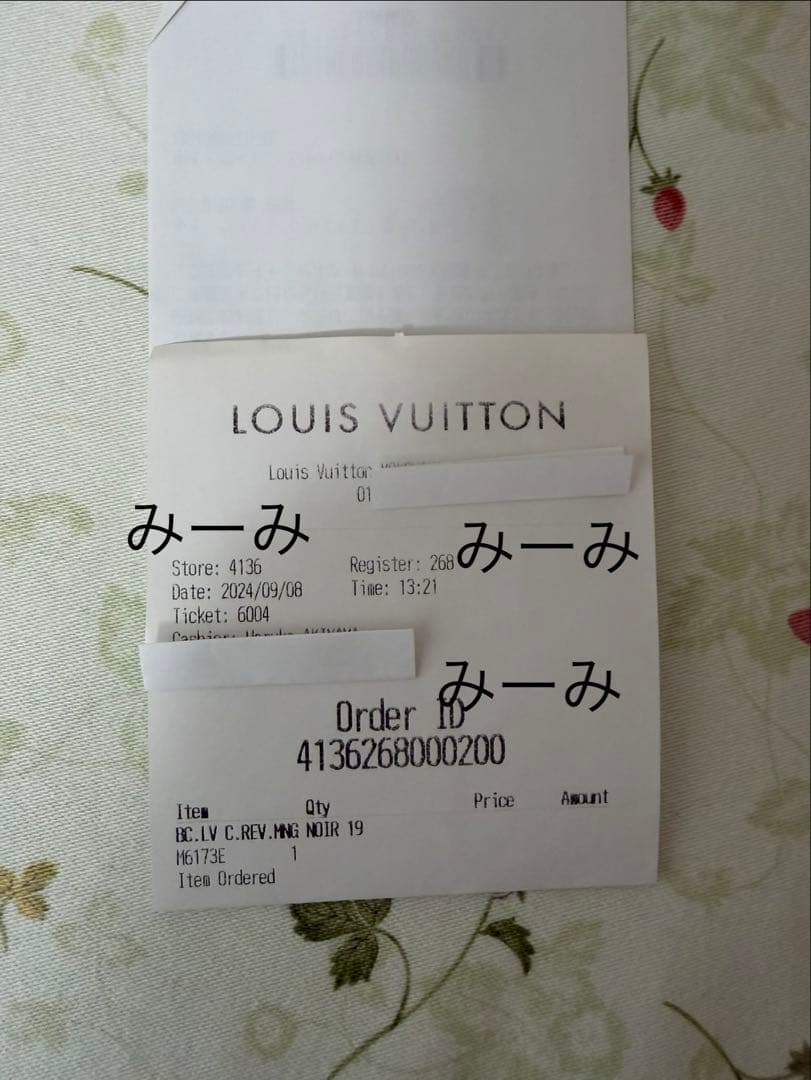 LOUIS VUITTON
Louis Vuitton
01
みーみ
みーみ
Store: 4136 Register: 268
Date: 2024/09/08 Time: 13:21
Ticket: 6004
みーみ
Order ID
4136268000200
Item Qty Price Amount
BC.LV C.REV.MNG NOIR 19
M6173E 1
Item Ordered